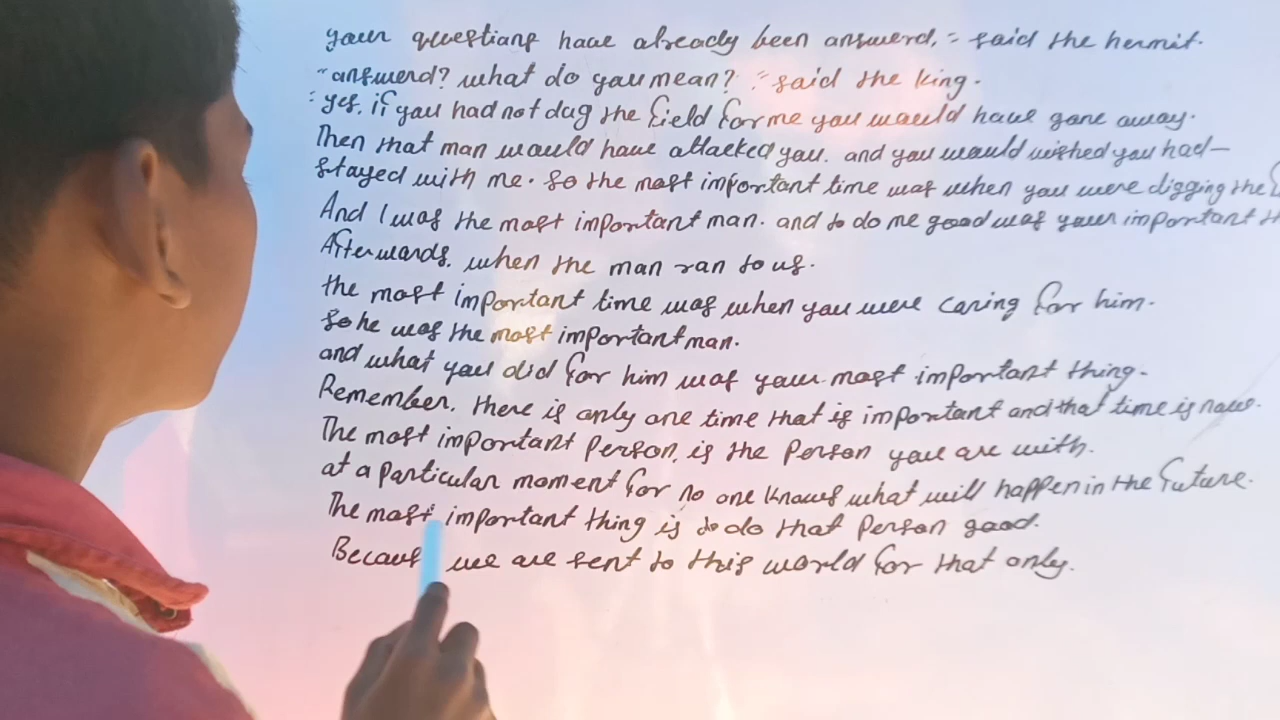 your questions have already been answerd," said the hermit.
"answerd? what do you mean? "said the king.
"yes, if you had not dug the field for me you would have gone away.
Then that man would have attacked you. and you would wished you had—
stayed with me. so the most important time was when you were digging the
And I was the most important man. and to do me good was your important
Afterwards, when the man ran to us.
the most important time was when you were caring for him.
so he was the most important man.
and what you did for him was your most important thing.
Remember, there is only one time that is important and that time is now.
The most important Person, is the Person you are with.
at a particular moment for no one knows what will happen in the future.
The most important thing is to do that Person good.
Becaus we are sent to this world for that only.